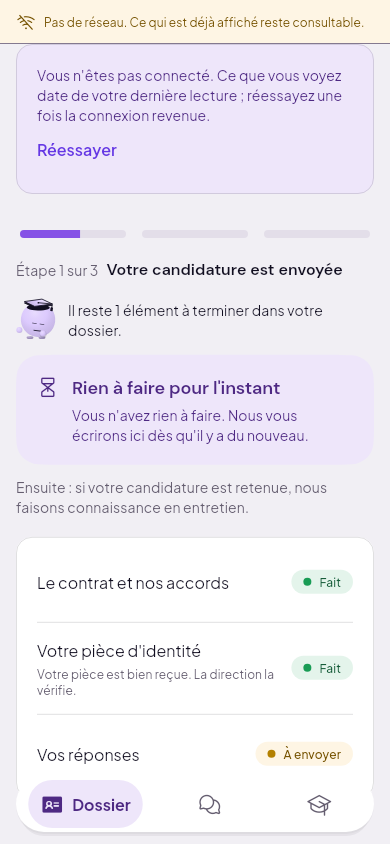 Pas de réseau. Ce qui est déjà affiché reste consultable.
Vous n'êtes pas connecté. Ce que vous voyez
date de votre dernière lecture ; réessayez une
fois la connexion revenue.
Réessayer
Étape 1 sur 3 Votre candidature est envoyée
Il reste 1 élément à terminer dans votre
dossier.
Rien à faire pour l'instant
Vous n'avez rien à faire. Nous vous
écrirons ici dès qu'il y a du nouveau.
Ensuite : si votre candidature est retenue, nous
faisons connaissance en entretien.
Le contrat et nos accords Fait
Votre pièce d'identité
Votre pièce est bien reçue. La direction la
vérifie.
Fait
Vos réponses À envoyer
Dossier